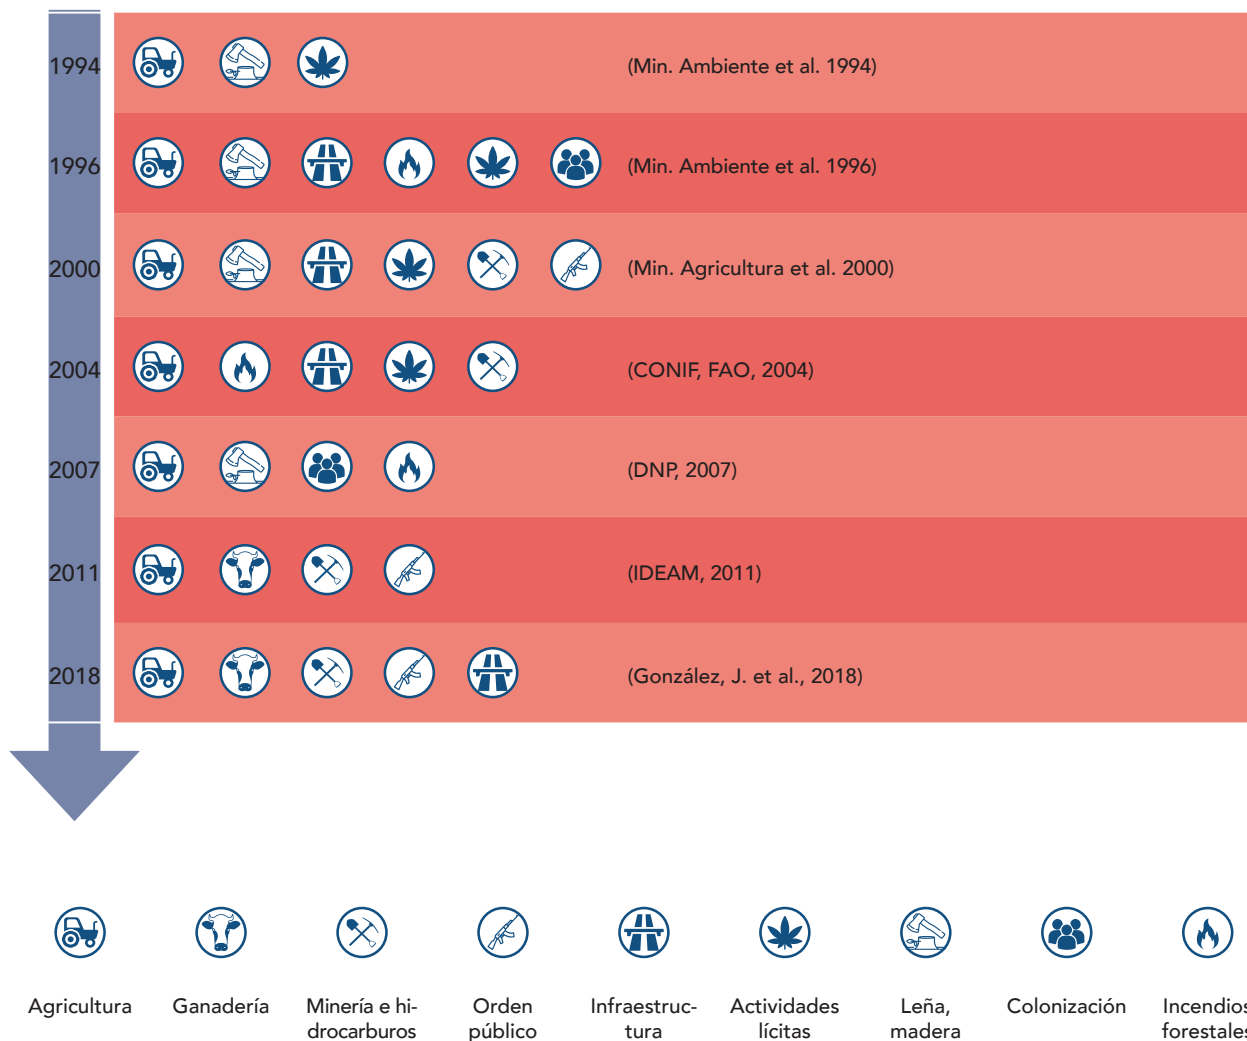 1994 (Min. Ambiente et al. 1994)
1996 (Min. Ambiente et al. 1996)
2000 (Min. Agricultura et al. 2000)
2004 (CONIF, FAO, 2004)
2007 (DNP, 2007)
2011 (IDEAM, 2011)
2018 (González, J. et al., 2018)
Agricultura
Ganadería
Minería e hi-
drocarburos
Orden
público
Infraestruc-
tura
Actividades
lícitas
Leña,
madera
Colonización
Incendios
forestales